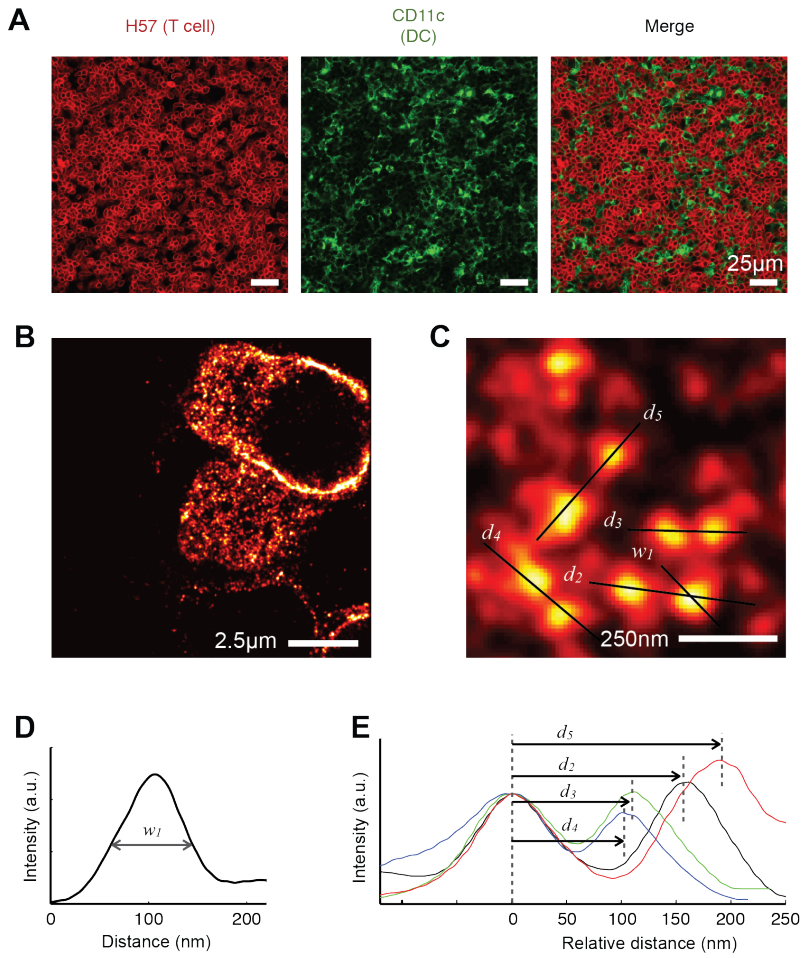 A
H57 (T cell)
CD11c
(DC)
Merge
25µm
B
2.5µm
C
d5
d3
d4
w1
d2
250nm
D
Intensity (a.u.)
w1
0
100
200
Distance (nm)
E
Intensity (a.u.)
d5
d2
d3
d4
0
50
100
150
200
250
Relative distance (nm)